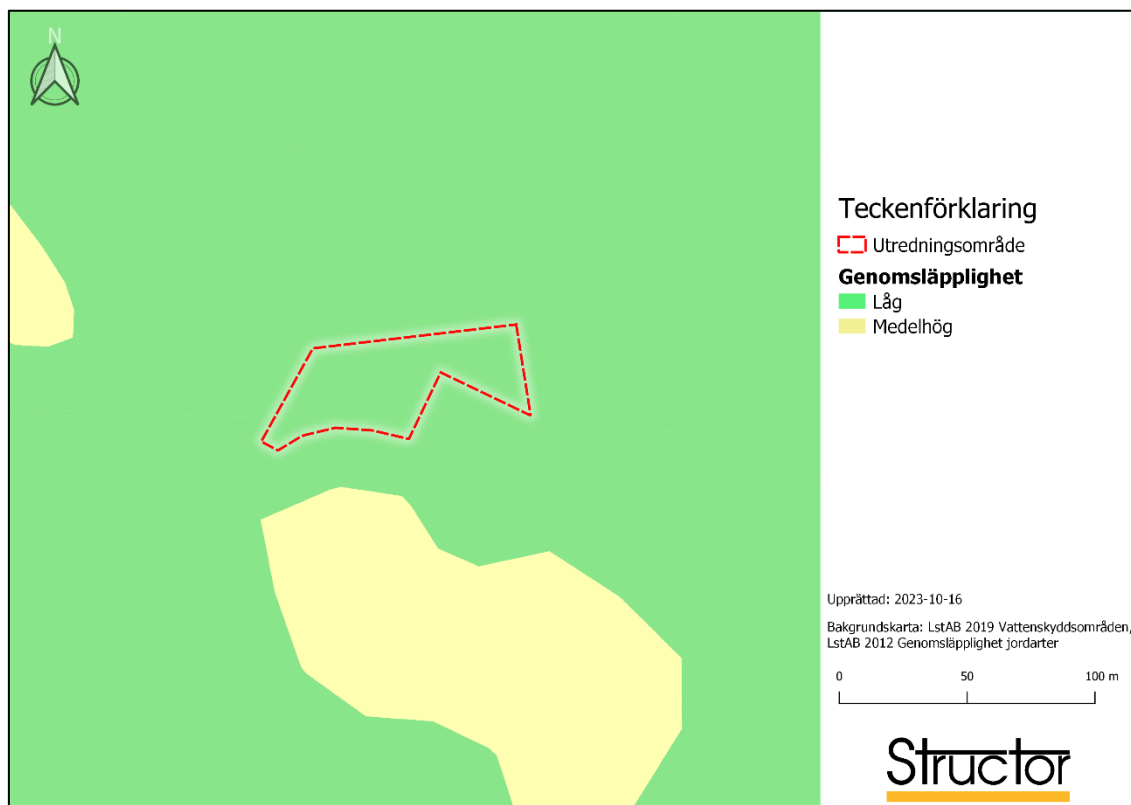 N
Teckenförklaring
Utredningsområde
Genomsläpplighet
Låg
Medelhög
Upprättad: 2023-10-16
Bakgrundskarta: LstAB 2019 Vattenskyddsområden,
LstAB 2012 Genomsläpplighet jordarter
0 50 100 m
Structor